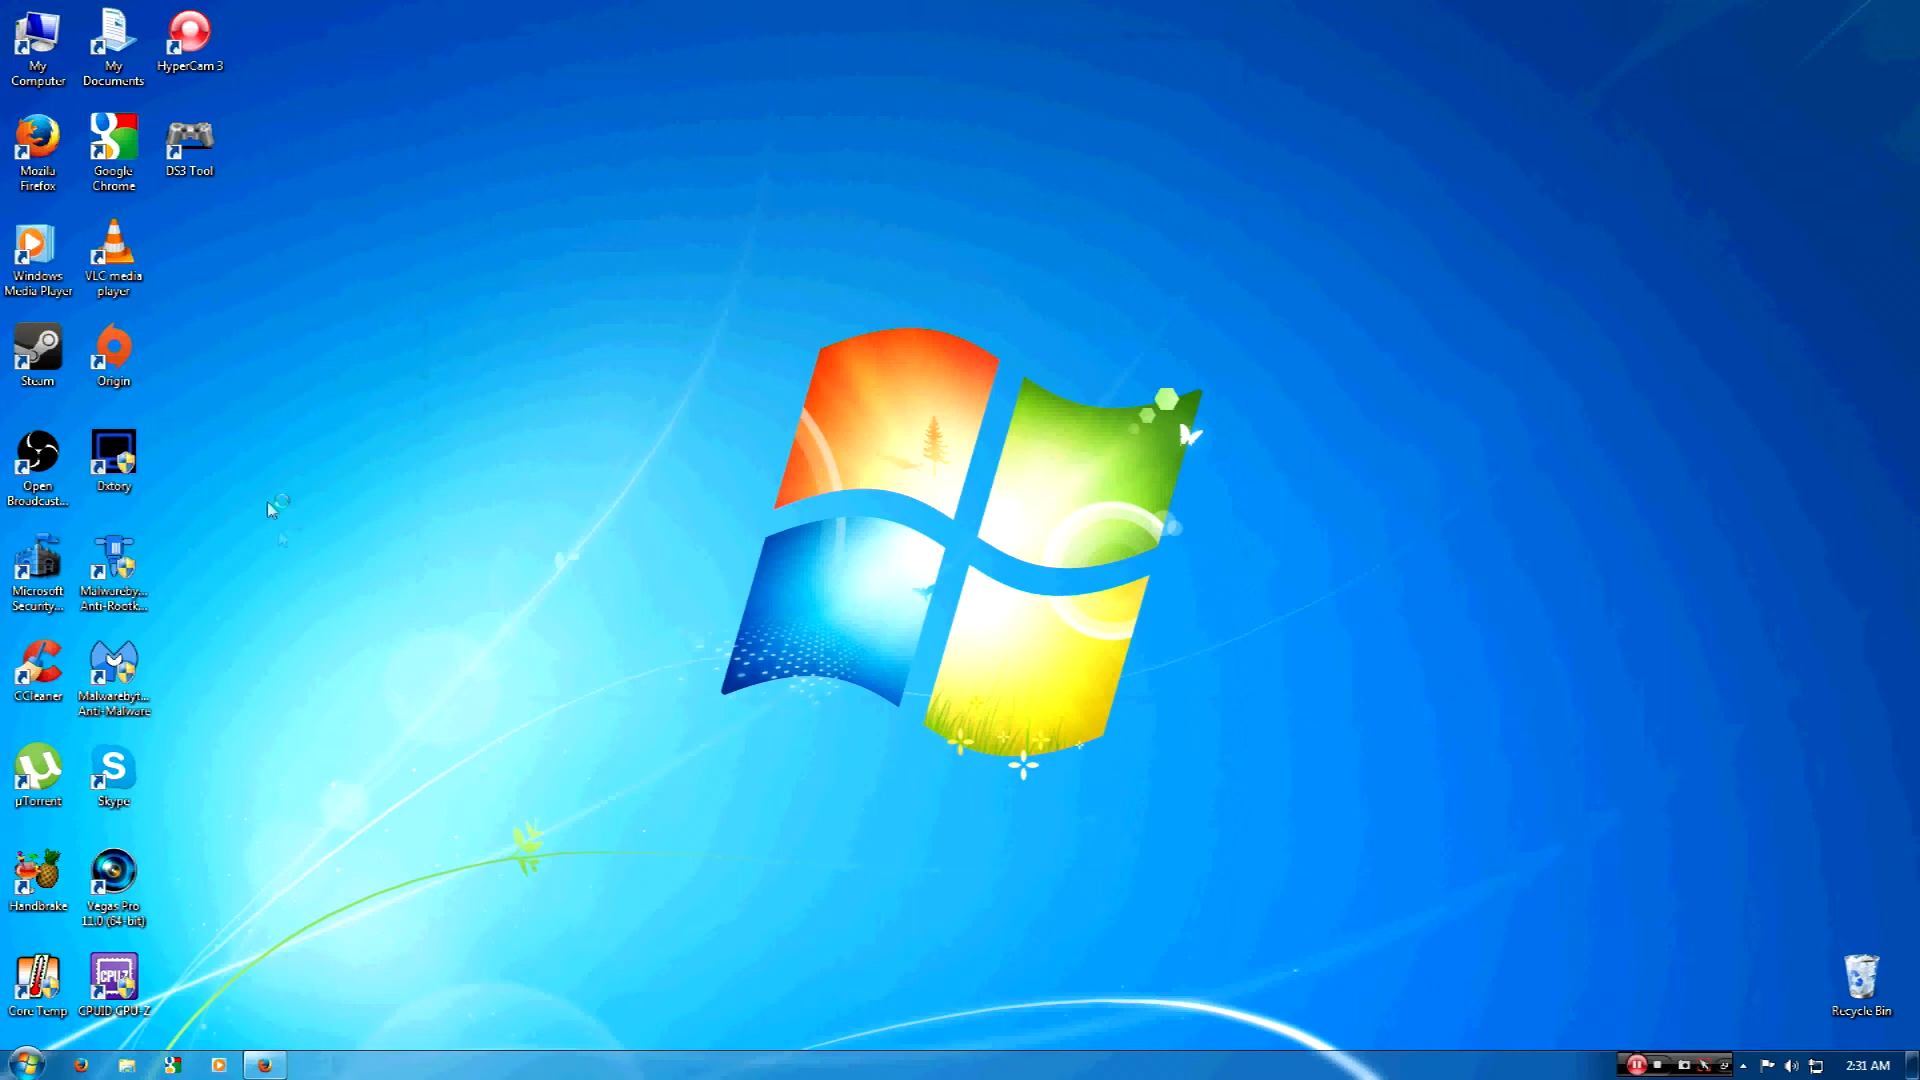 My
Computer
My
Documents
HyperCam 3
Mozilla
Firefox
Google
Chrome
DS3 Tool
Windows
Media Player
VLC media
player
Steam
Origin
Open
Broadcast...
Dxtory
Microsoft
Security...
Malwareby...
Anti-Rootk...
CCleaner
Malwarebyt...
Anti-Malware
µTorrent
S
Skype
Handbrake
Vegas Pro
11.0 (64-bit)
Core Temp
CPU-Z
CPUID CPU-Z
Recycle Bin
2:31 AM